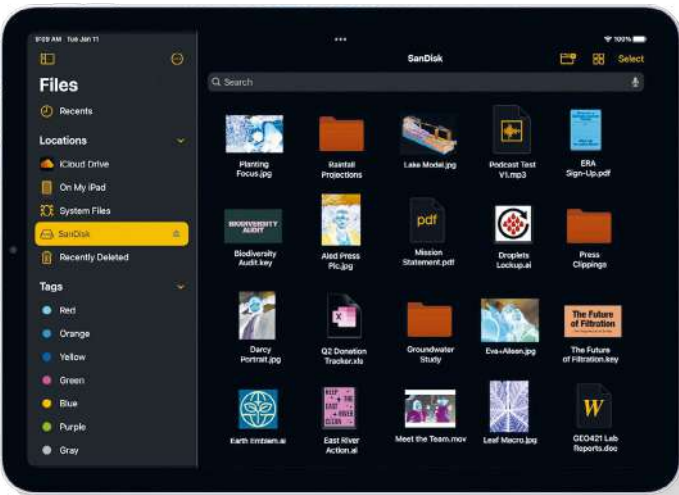 9:09 AM Tue Jan 11
100%
SanDisk
Select
Files
Search
Recents
Locations
iCloud Drive
On My iPad
System Files
SanDisk
Recently Deleted
Tags
Red
Orange
Yellow
Green
Blue
Purple
Gray
Planting
Focus.jpg
Rainfall
Projections
Lake Model.jpg
Podcast Test
V1.mp3
ERA
Sign-Up.pdf
BIODIVERSITY
AUDIT
Biodiversity
Audit.key
Aled Press
Pic.jpg
pdf
Mission
Statement.pdf
Droplets
Lockup.ai
Press
Clippings
Darcy
Portrait.jpg
X
Q2 Donation
Tracker.xls
Groundwater
Study
Eva+Aileen.jpg
The Future
of Filtration
The Future
of Filtration.key
Earth Emblem.ai
KEEP
THE
EAST
RIVER
CLEAN
East River
Action.ai
Meet the Team.mov
Leaf Macro.jpg
W
GEO421 Lab
Reports.doc